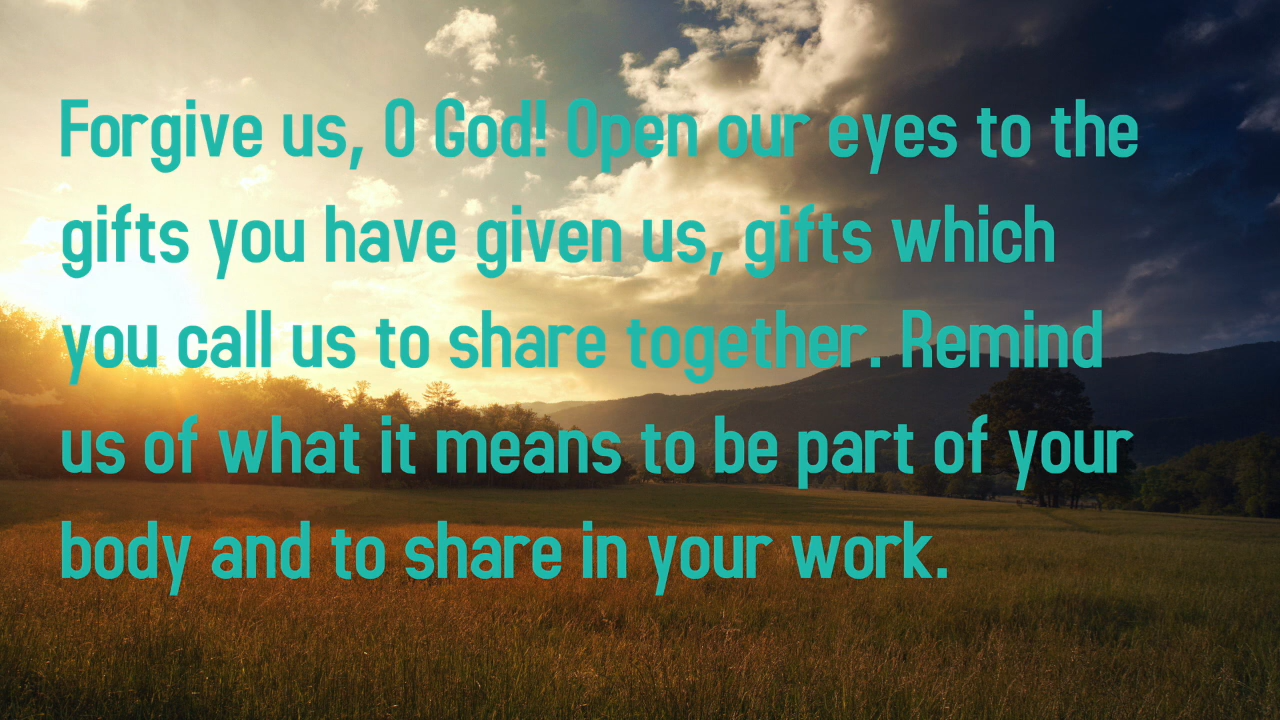 Forgive us, O God! Open our eyes to the
gifts you have given us, gifts which
you call us to share together. Remind
us of what it means to be part of your
body and to share in your work.